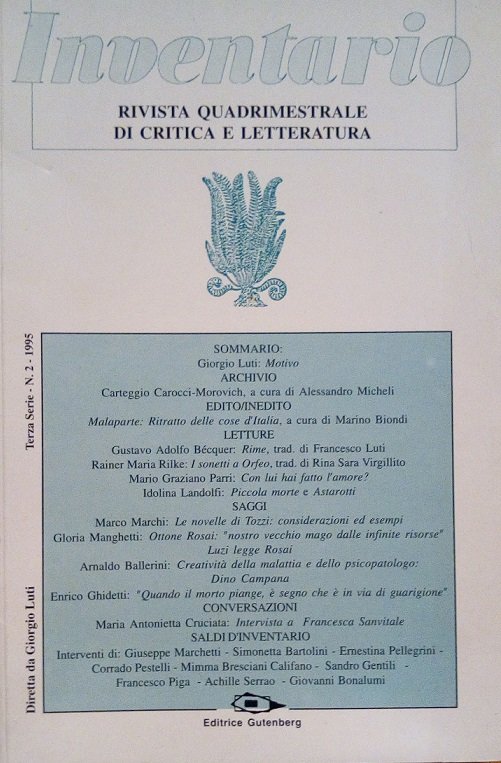 Inventario
RIVISTA QUADRIMESTRALE
DI CRITICA E LETTERATURA
Terza Serie - N. 2 - 1995
Diretta da Giorgio Luti
SOMMARIO:
Giorgio Luti: Motivo
ARCHIVIO
Carteggio Carocci-Morovich, a cura di Alessandro Micheli
EDITO/INEDITO
Malaparte: Ritratto delle cose d'Italia, a cura di Marino Biondi
LETTURE
Gustavo Adolfo Bécquer: Rime, trad. di Francesco Luti
Rainer Maria Rilke: I sonetti a Orfeo, trad. di Rina Sara Virgillito
Mario Graziano Parri: Con lui hai fatto l'amore?
Idolina Landolfi: Piccola morte e Astarotti
SAGGI
Marco Marchi: Le novelle di Tozzi: considerazioni ed esempi
Gloria Manghetti: Ottone Rosai: "nostro vecchio mago dalle infinite risorse"
Luzi legge Rosai
Arnaldo Ballerini: Creatività della malattia e dello psicopatologo:
Dino Campana
Enrico Ghidetti: "Quando il morto piange, è segno che è in via di guarigione"
CONVERSAZIONI
Maria Antonietta Cruciata: Intervista a Francesca Sanvitale
SALDI D'INVENTARIO
Interventi di: Giuseppe Marchetti - Simonetta Bartolini - Ernestina Pellegrini -
Corrado Pestelli - Mimma Bresciani Califano - Sandro Gentili -
Francesco Piga - Achille Serrao - Giovanni Bonalumi
Editrice Gutenberg